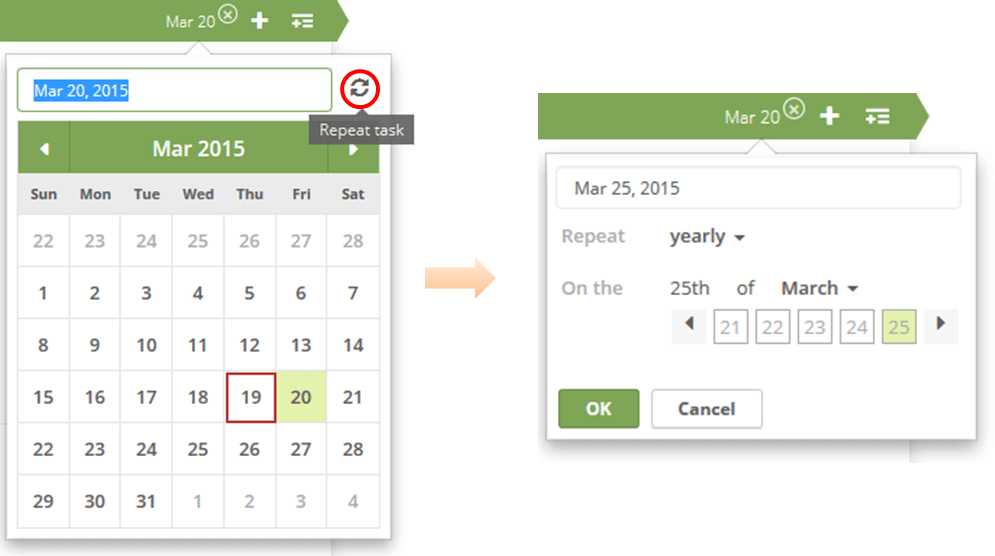 Mar 20
Mar 20, 2015
Repeat task
Mar 2015
Sun Mon Tue Wed Thu Fri Sat
22 23 24 25 26 27 28
1 2 3 4 5 6 7
8 9 10 11 12 13 14
15 16 17 18 19 20 21
22 23 24 25 26 27 28
29 30 31 1 2 3 4
Mar 20
Mar 25, 2015
Repeat yearly
On the 25th of March
21 22 23 24 25
OK Cancel